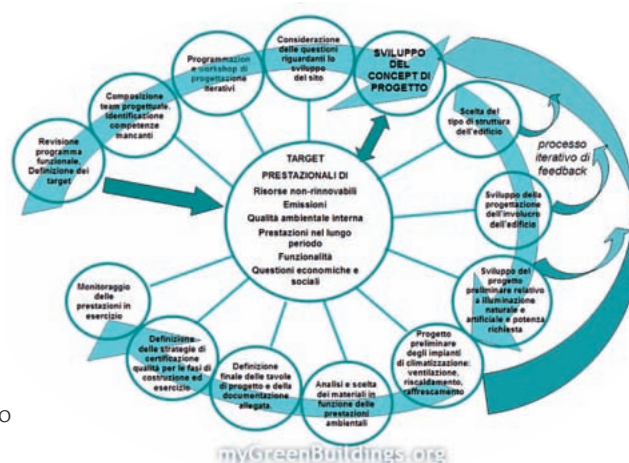 Revisione
programma
funzionale.
Definizione dei
target
Composizione
team progettuale.
Identificazione
competenze
mancanti
Programmazion
e workshop di
progettazione
iterativi
Considerazione
delle questioni
riguardanti lo
sviluppo
del sito
SVILUPPO
DEL
CONCEPT DI
PROGETTO
Scelta del
tipo di struttura
dell'edificio
processo
iterativo di
feedback
Sviluppo della
progettazione
dell'involucro
dell'edificio
Sviluppo del
progetto
preliminare relativo
a illuminazione
naturale e
artificiale e potenza
richiesta
Progetto
preliminare
degli impianti
di climatizzazione:
ventilazione,
riscaldamento,
raffrescamento
Analisi e scelta
dei materiali in
funzione delle
prestazioni
ambientali
Definizione
finale delle tavole
di progetto e della
documentazione
allegata.
Definizione
delle strategie di
certificazione
qualità per le fasi di
costruzione ed
esercizio
Monitoraggio
delle
prestazioni in
esercizio
TARGET
PRESTAZIONALI DI
Risorse non-rinnovabili
Emissioni
Qualità ambientale interna
Prestazioni nel lungo
periodo
Funzionalità
Questioni economiche e
sociali
o
myGreenBuildings.org